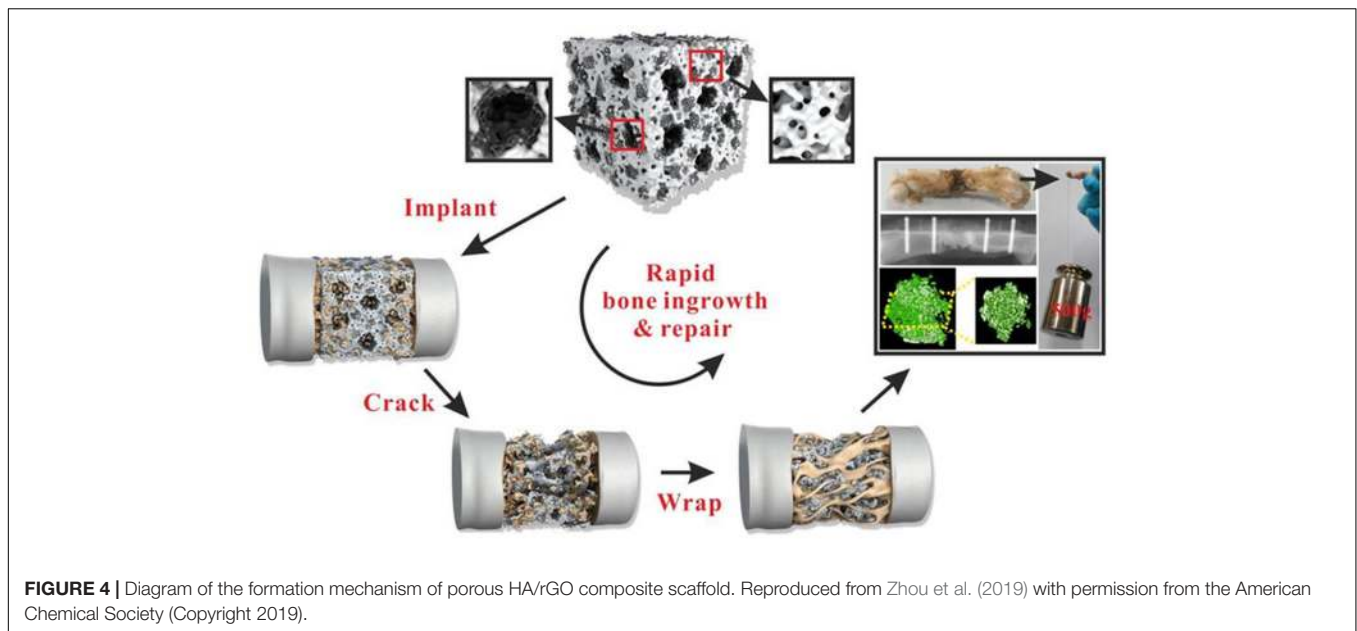 Implant
Rapid
bone ingrowth
& repair
500g
Crack
Wrap
FIGURE 4 | Diagram of the formation mechanism of porous HA/rGO composite scaffold. Reproduced from Zhou et al. (2019) with permission from the American
Chemical Society (Copyright 2019).